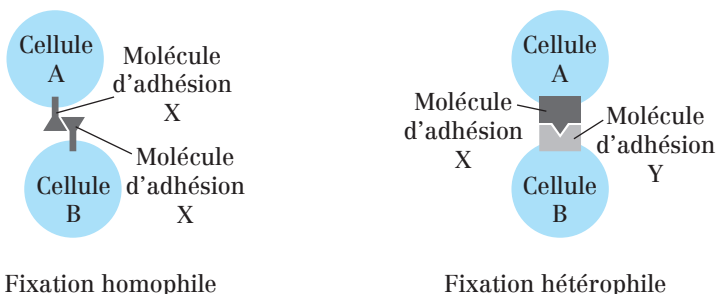 Cellule
A
Molécule
d'adhésion
X
Molécule
d'adhésion
X
Cellule
B
Fixation homophile
Cellule
A
Molécule
d'adhésion
X
Molécule
d'adhésion
Y
Cellule
B
Fixation hétérophile